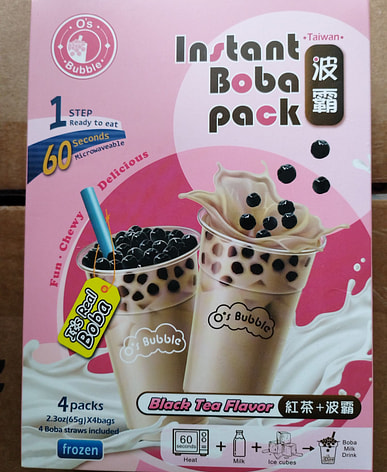 O's
Bubble
Instant
Boba
pack
•Taiwan•
波霸
1 STEP
Ready to eat
60 Seconds
Microwaveable
Fun · Chewy · Delicious
It's Real
Boba
O's Bubble
O's Bubble
4 packs
2.3oz(65g)X4bags
4 Boba straws included
frozen
Black Tea Flavor
紅茶+波霸
60
seconds
Heat
+
Milk
+
Ice cubes
Boba
Milk
Drink